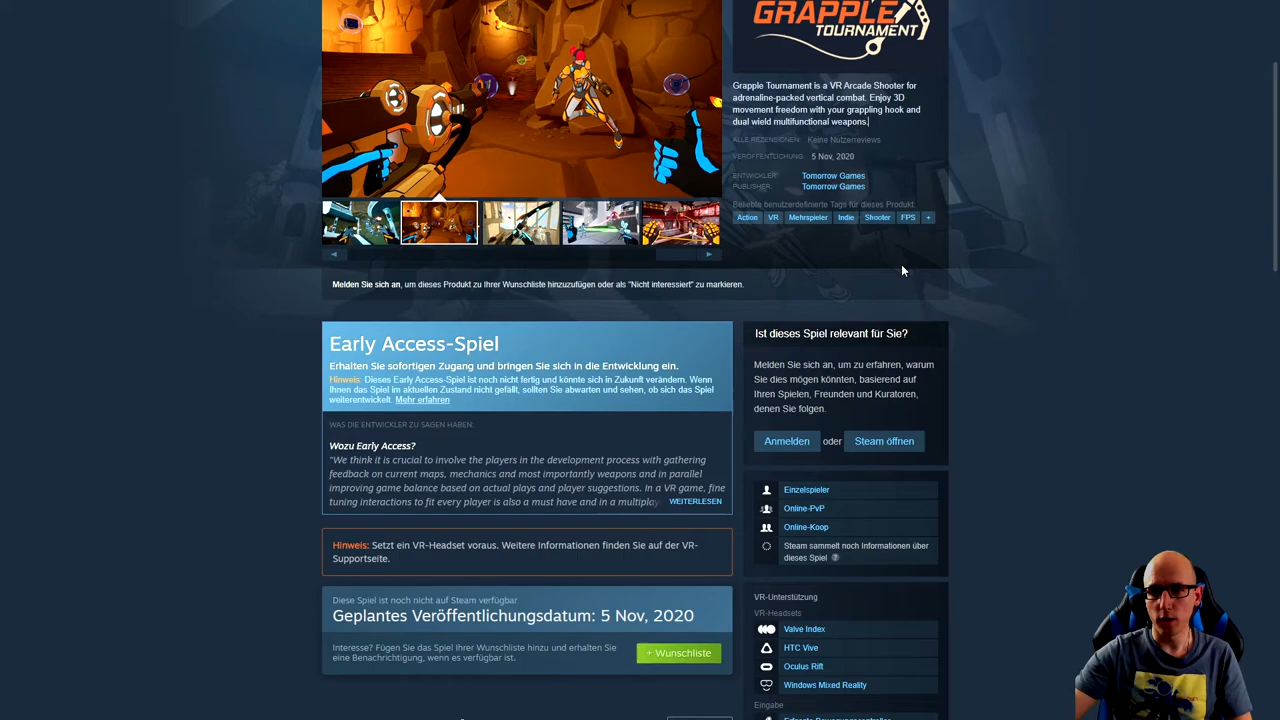 GRAPPLE
TOURNAMENT
Grapple Tournament is a VR Arcade Shooter for
adrenaline-packed vertical combat. Enjoy 3D
movement freedom with your grappling hook and
dual wield multifunctional weapons.
ALLE REZENSIONEN: Keine Nutzerreviews
VERÖFFENTLICHUNG: 5 Nov, 2020
ENTWICKLER: Tomorrow Games
PUBLISHER: Tomorrow Games
Beliebte benutzerdefinierte Tags für dieses Produkt:
Action VR Mehrspieler Indie Shooter FPS +
Melden Sie sich an, um dieses Produkt zu Ihrer Wunschliste hinzuzufügen oder als "Nicht interessiert" zu markieren.
Early Access-Spiel
Erhalten Sie sofortigen Zugang und bringen Sie sich in die Entwicklung ein.
Hinweis: Dieses Early Access-Spiel ist noch nicht fertig und könnte sich in Zukunft verändern. Wenn
Ihnen das Spiel im aktuellen Zustand nicht gefällt, sollten Sie abwarten und sehen, ob sich das Spiel
weiterentwickelt. Mehr erfahren
WAS DIE ENTWICKLER ZU SAGEN HABEN:
Wozu Early Access?
"We think it is crucial to involve the players in the development process with gathering
feedback on current maps, mechanics and most importantly weapons and in parallel
improving game balance based on actual plays and player suggestions. In a VR game, fine
tuning interactions to fit every player is also a must have and in a multiplay
WEITERLESEN
Hinweis: Setzt ein VR-Headset voraus. Weitere Informationen finden Sie auf der VR-
Supportseite.
Diese Spiel ist noch nicht auf Steam verfügbar
Geplantes Veröffentlichungsdatum: 5 Nov, 2020
Interesse? Fügen Sie das Spiel Ihrer Wunschliste hinzu und erhalten Sie
eine Benachrichtigung, wenn es verfügbar ist.
+ Wunschliste
Ist dieses Spiel relevant für Sie?
Melden Sie sich an, um zu erfahren, warum
Sie dies mögen könnten, basierend auf
Ihren Spielen, Freunden und Kuratoren,
denen Sie folgen.
Anmelden oder Steam öffnen
Einzelspieler
Online-PvP
Online-Koop
Steam sammelt noch Informationen über
dieses Spiel ?
VR-Unterstützung
VR-Headsets
Valve Index
HTC Vive
Oculus Rift
Windows Mixed Reality
Eingabe